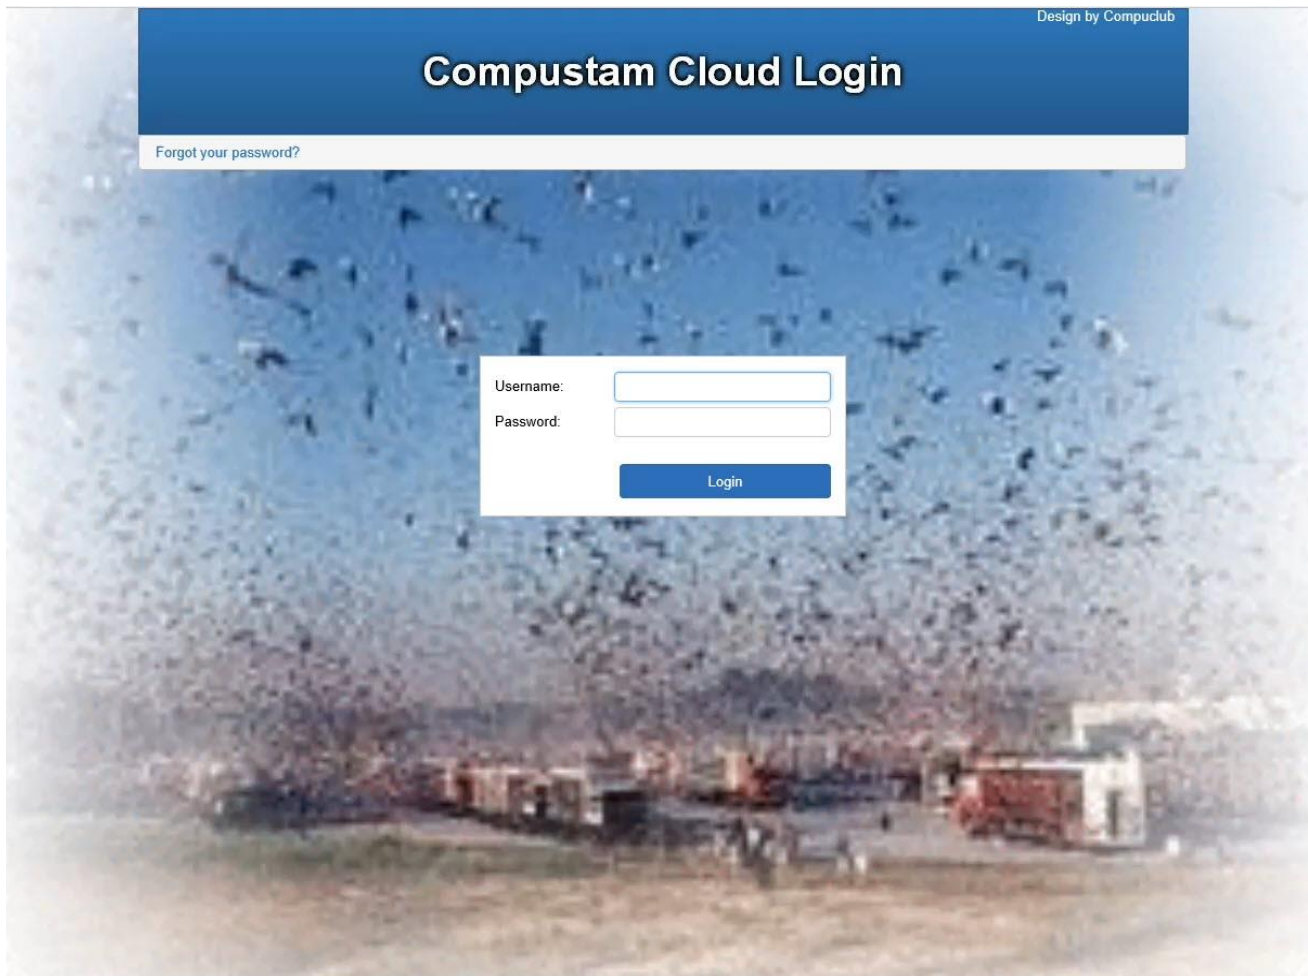 Design by Compuclub
Compustam Cloud Login
Forgot your password?
Username:
Password:
Login